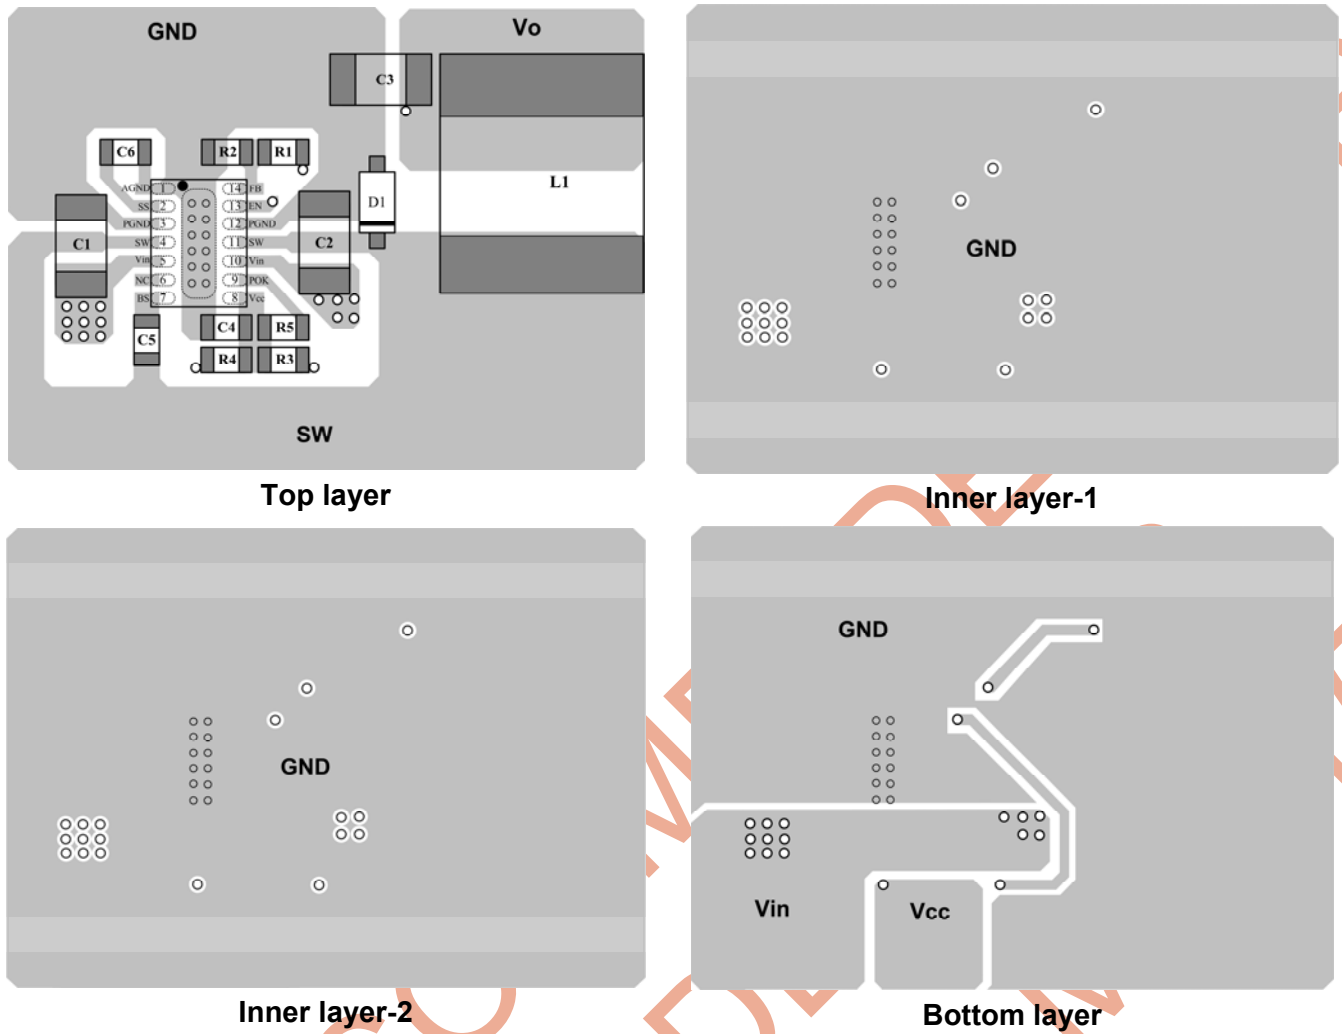 GND
Vo
C3
C6
R2
R1
L1
AGND 1
14 FB
SS 2
13 EN
D1
PGND 3
12 PGND
C1
SW 4
11 SW
C2
Vin 5
10 Vin
NC 6
9 POK
BS 7
8 Vcc
C5
C4
R5
R4
R3
SW
Top layer
GND
Inner layer-1
GND
Inner layer-2
GND
Vin
Vcc
Bottom layer